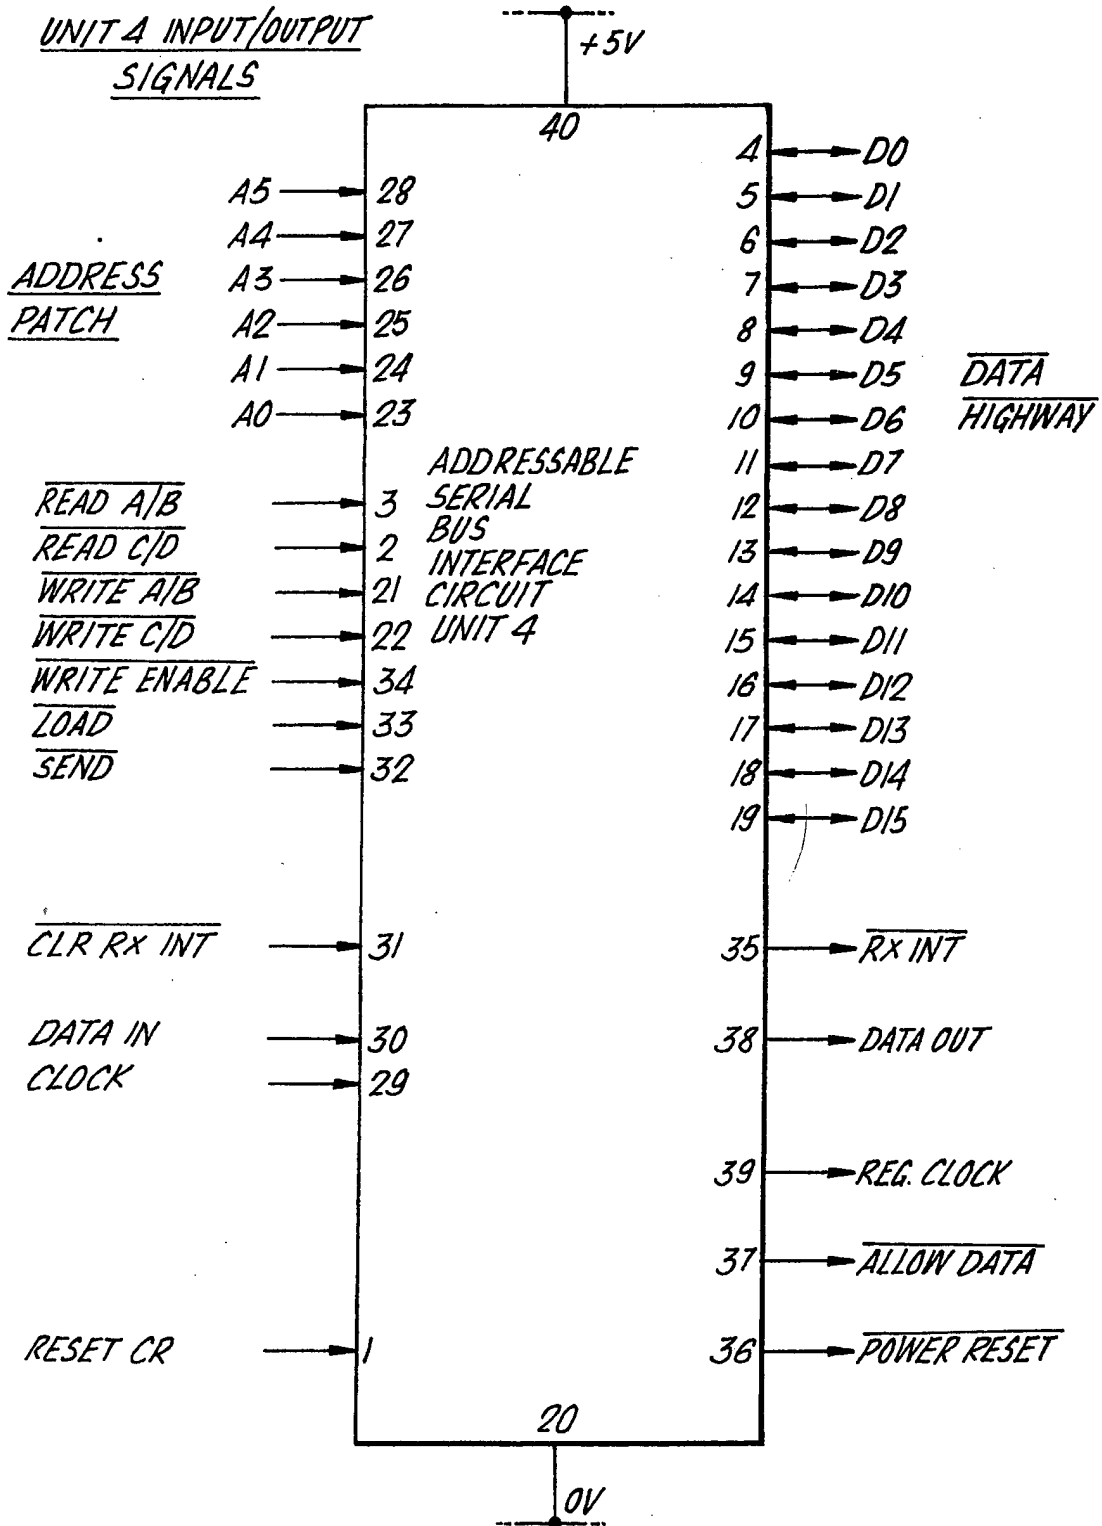 UNIT 4 INPUT/OUTPUT
SIGNALS
+5V
40
A5 28
A4 27
A3 26
A2 25
A1 24
A0 23
ADDRESS
PATCH
READ A/B 3
READ C/D 2
WRITE A/B 21
WRITE C/D 22
WRITE ENABLE 34
LOAD 33
SEND 32
CLR RX INT 31
DATA IN 30
CLOCK 29
RESET CR 1
ADDRESSABLE
SERIAL
BUS
INTERFACE
CIRCUIT
UNIT 4
4 D0
5 D1
6 D2
7 D3
8 D4
9 D5
10 D6
11 D7
12 D8
13 D9
14 D10
15 D11
16 D12
17 D13
18 D14
19 D15
DATA
HIGHWAY
35 RX INT
38 DATA OUT
39 REG. CLOCK
37 ALLOW DATA
36 POWER RESET
20
0V